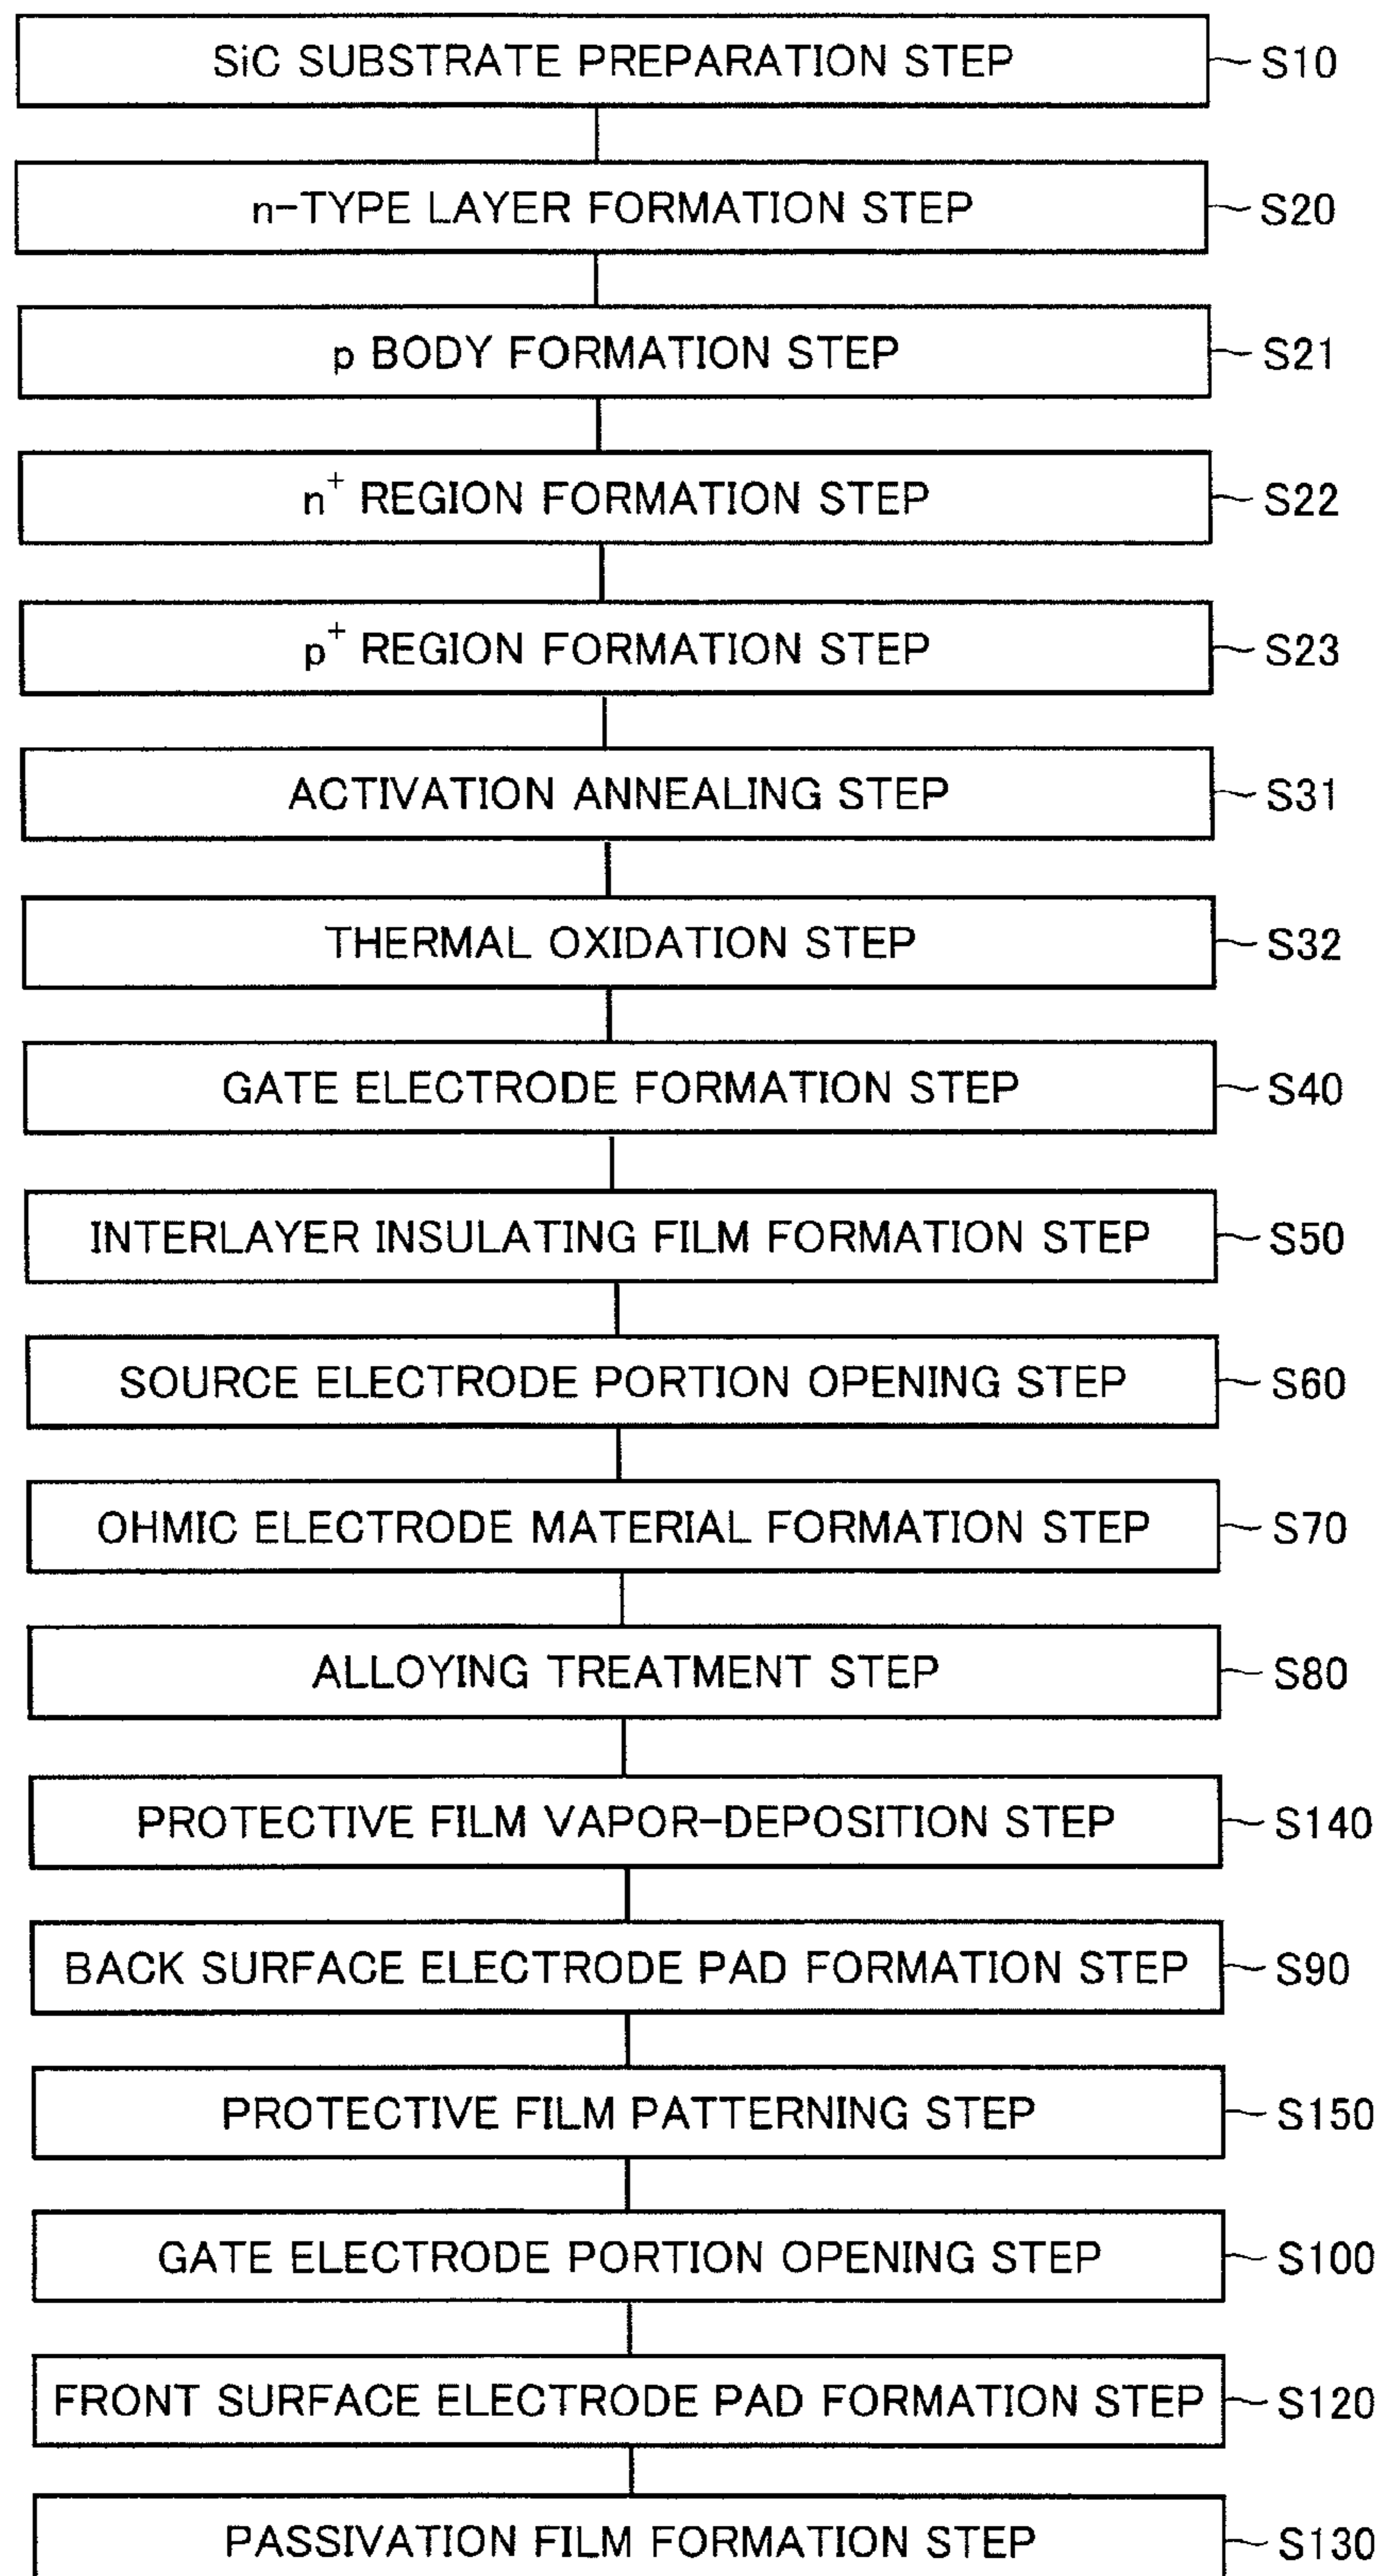 SiC SUBSTRATE PREPARATION STEP S10
n-TYPE LAYER FORMATION STEP S20
p BODY FORMATION STEP S21
n+ REGION FORMATION STEP S22
p+ REGION FORMATION STEP S23
ACTIVATION ANNEALING STEP S31
THERMAL OXIDATION STEP S32
GATE ELECTRODE FORMATION STEP S40
INTERLAYER INSULATING FILM FORMATION STEP S50
SOURCE ELECTRODE PORTION OPENING STEP S60
OHMIC ELECTRODE MATERIAL FORMATION STEP S70
ALLOYING TREATMENT STEP S80
PROTECTIVE FILM VAPOR-DEPOSITION STEP S140
BACK SURFACE ELECTRODE PAD FORMATION STEP S90
PROTECTIVE FILM PATTERNING STEP S150
GATE ELECTRODE PORTION OPENING STEP S100
FRONT SURFACE ELECTRODE PAD FORMATION STEP S120
PASSIVATION FILM FORMATION STEP S130